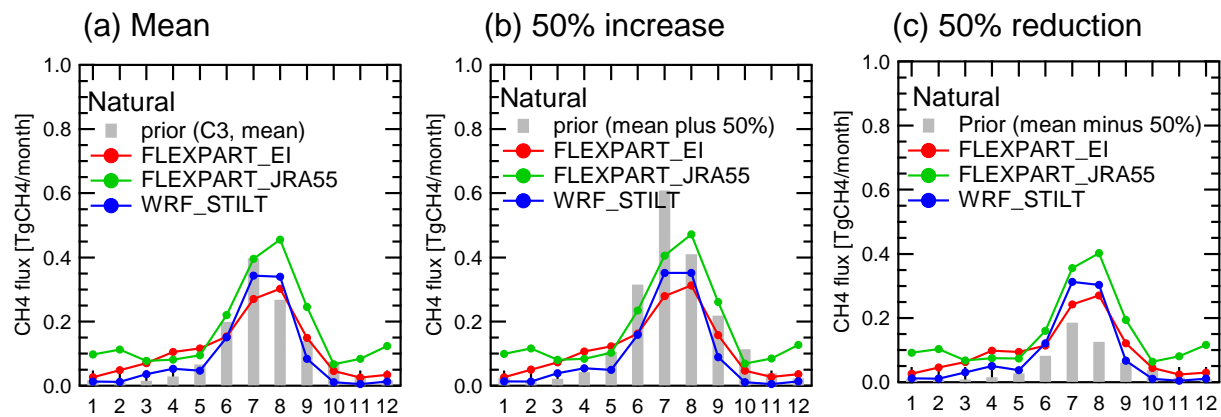 (a) Mean
(b) 50% increase
(c) 50% reduction
CH4 flux [TgCH4/month]
1.0
0.8
0.6
0.4
0.2
0.0
Natural
prior (C3, mean)
FLEXPART_EI
FLEXPART_JRA55
WRF_STILT
1 2 3 4 5 6 7 8 9 10 11 12
CH4 flux [TgCH4/month]
1.0
0.8
0.6
0.4
0.2
0.0
Natural
prior (mean plus 50%)
FLEXPART_EI
FLEXPART_JRA55
WRF_STILT
1 2 3 4 5 6 7 8 9 10 11 12
CH4 flux [TgCH4/month]
1.0
0.8
0.6
0.4
0.2
0.0
Natural
Prior (mean minus 50%)
FLEXPART_EI
FLEXPART_JRA55
WRF_STILT
1 2 3 4 5 6 7 8 9 10 11 12